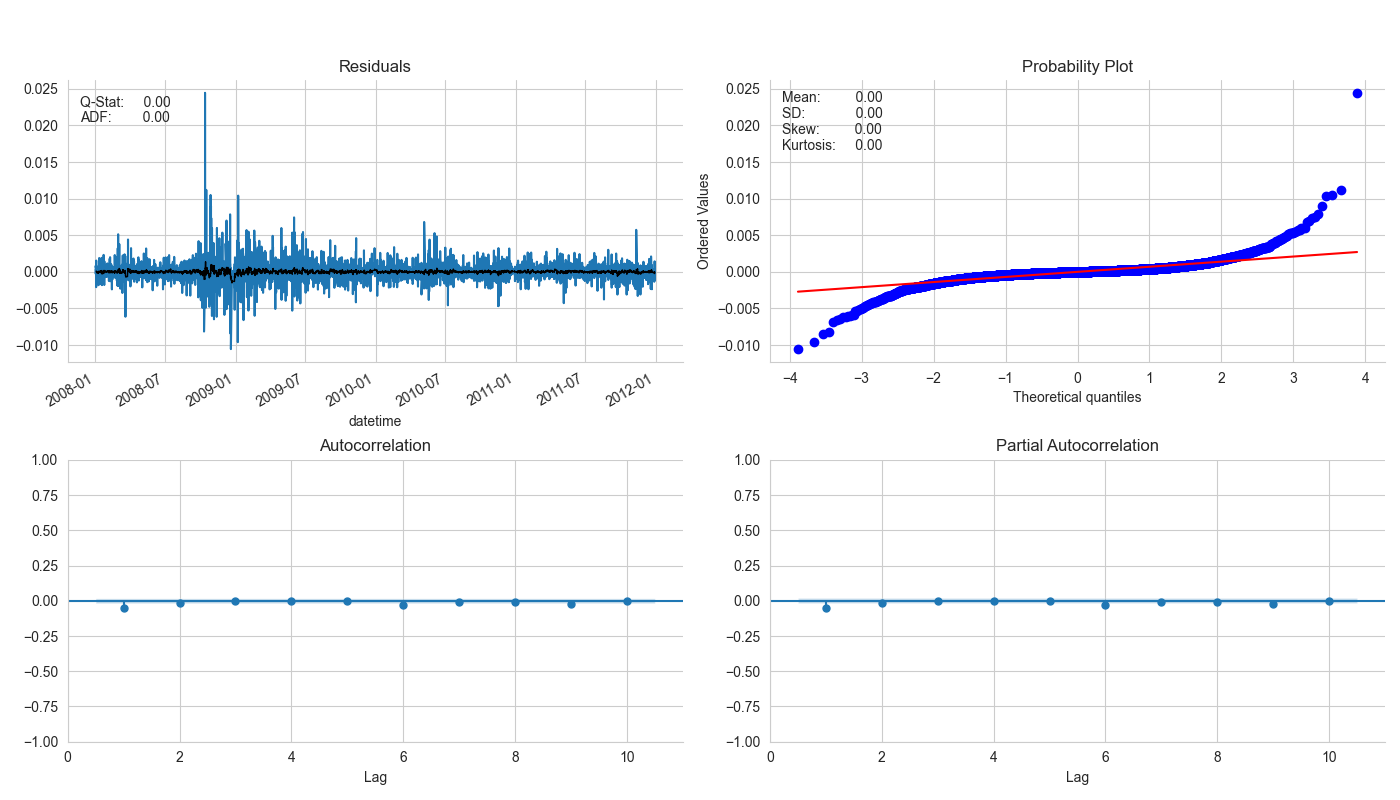 Residuals
Q-Stat: 0.00
ADF: 0.00
0.025
0.020
0.015
0.010
0.005
0.000
−0.005
−0.010
2008-01
2008-07
2009-01
2009-07
2010-01
2010-07
2011-01
2011-07
2012-01
datetime
Probability Plot
Mean: 0.00
SD: 0.00
Skew: 0.00
Kurtosis: 0.00
Ordered Values
0.025
0.020
0.015
0.010
0.005
0.000
−0.005
−0.010
−4 −3 −2 −1 0 1 2 3 4
Theoretical quantiles
Autocorrelation
1.00
0.75
0.50
0.25
0.00
−0.25
−0.50
−0.75
−1.00
0 2 4 6 8 10
Lag
Partial Autocorrelation
1.00
0.75
0.50
0.25
0.00
−0.25
−0.50
−0.75
−1.00
0 2 4 6 8 10
Lag